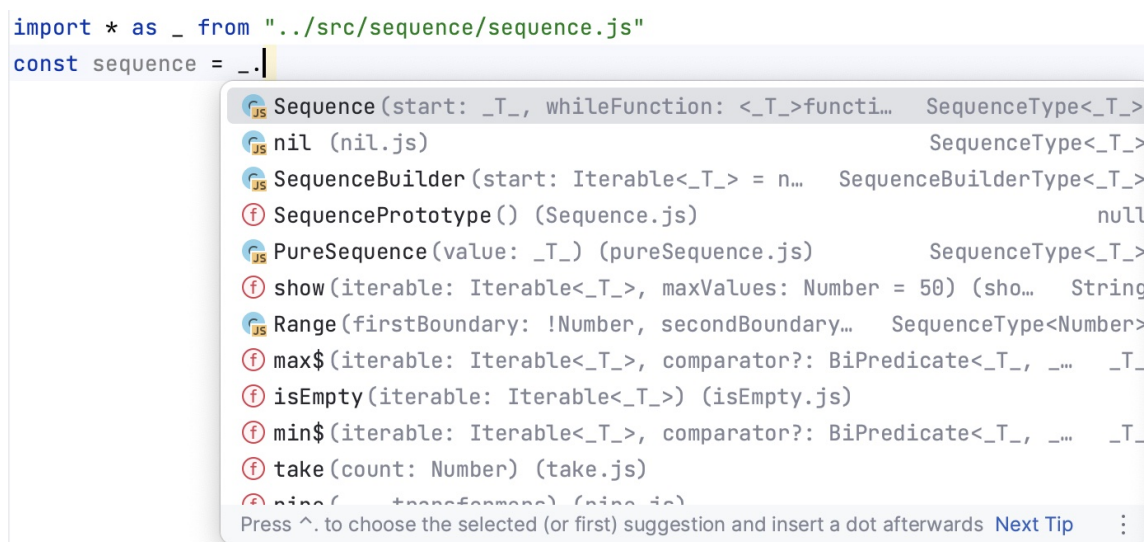 import * as _ from "../src/sequence/sequence.js"
const sequence = _.
Sequence(start: _T_, whileFunction: <_T_>functi… SequenceType<_T_>
nil (nil.js) SequenceType<_T_>
SequenceBuilder(start: Iterable<_T_> = n… SequenceBuilderType<_T_>
SequencePrototype() (Sequence.js) null
PureSequence(value: _T_) (pureSequence.js) SequenceType<_T_>
show(iterable: Iterable<_T_>, maxValues: Number = 50) (sho… String
Range(firstBoundary: !Number, secondBoundary… SequenceType<Number>
max$(iterable: Iterable<_T_>, comparator?: BiPredicate<_T_, _… _T_
isEmpty(iterable: Iterable<_T_>) (isEmpty.js)
min$(iterable: Iterable<_T_>, comparator?: BiPredicate<_T_, _… _T_
take(count: Number) (take.js)
Press ^. to choose the selected (or first) suggestion and insert a dot afterwards Next Tip